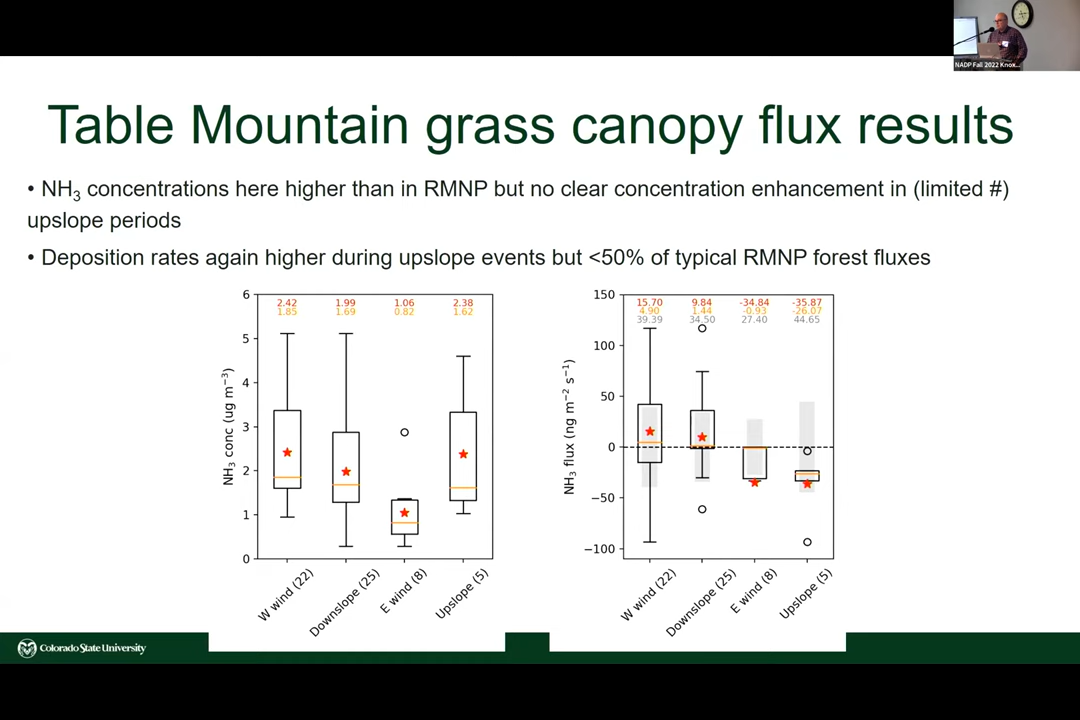 NADP Fall 2022 Knox...
Table Mountain grass canopy flux results
• NH3 concentrations here higher than in RMNP but no clear concentration enhancement in (limited #)
upslope periods
• Deposition rates again higher during upslope events but <50% of typical RMNP forest fluxes
6
5
4
3
2
1
0
NH3 conc (ug m−3)
2.42 1.99 1.06 2.38
1.85 1.69 0.82 1.62
W wind (22)
Downslope (25)
E wind (8)
Upslope (5)
150
100
50
0
−50
−100
NH3 flux (ng m−2 s−1)
15.70 9.84 -34.84 -35.87
4.90 1.44 -0.93 -26.07
39.39 34.50 27.40 44.65
W wind (22)
Downslope (25)
E wind (8)
Upslope (5)
Colorado State University